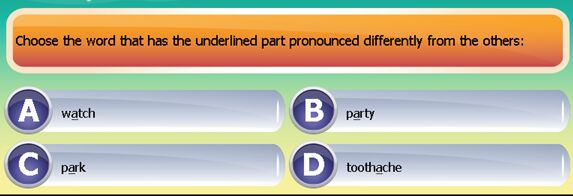 Choose the word that has the underlined part pronounced differently from the others:
A watch
B party
C park
D toothache